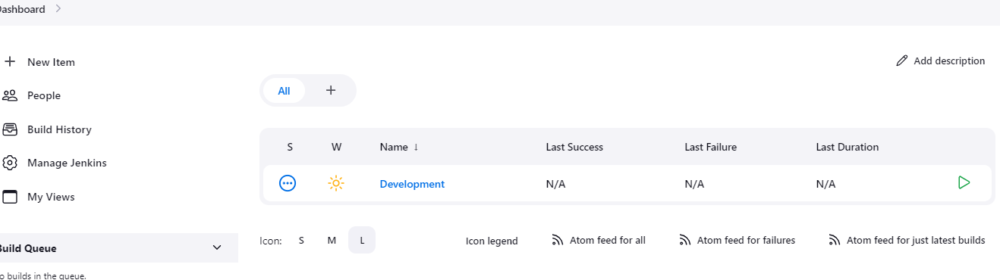 Dashboard
New Item
Add description
All
People
Build History
S W Name ↓ Last Success Last Failure Last Duration
Manage Jenkins
Development N/A N/A N/A
My Views
Icon: S M L Icon legend Atom feed for all Atom feed for failures Atom feed for just latest builds
Build Queue
o builds in the queue.